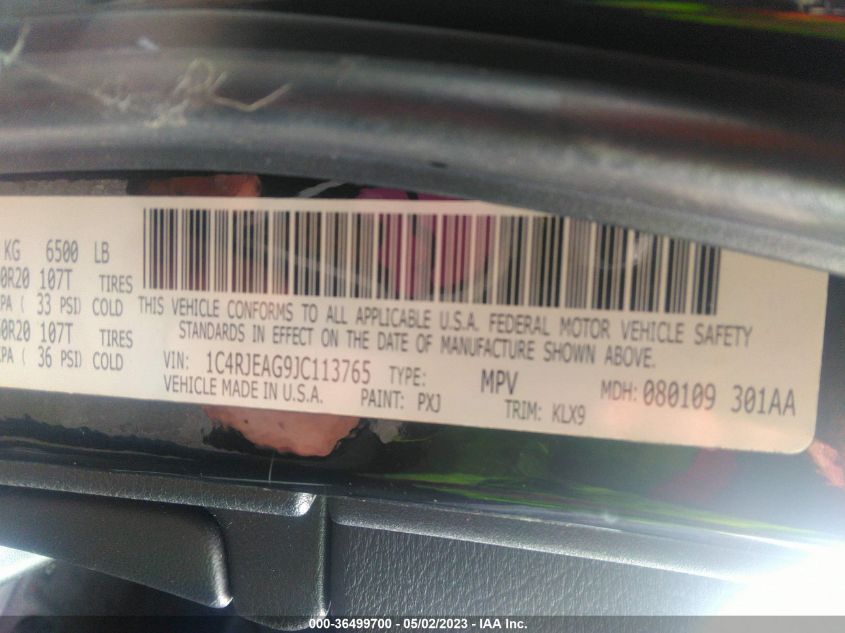 KG 6500 LB
0R20 107T TIRES
PA ( 33 PSI) COLD
0R20 107T TIRES
PA ( 36 PSI) COLD
THIS VEHICLE CONFORMS TO ALL APPLICABLE U.S.A. FEDERAL MOTOR VEHICLE SAFETY
STANDARDS IN EFFECT ON THE DATE OF MANUFACTURE SHOWN ABOVE.
VIN: 1C4RJEAG9JC113765 TYPE: MPV MDH: 080109 301AA
VEHICLE MADE IN U.S.A. PAINT: PXJ TRIM: KLX9
000-36499700 - 05/02/2023 - IAA Inc.